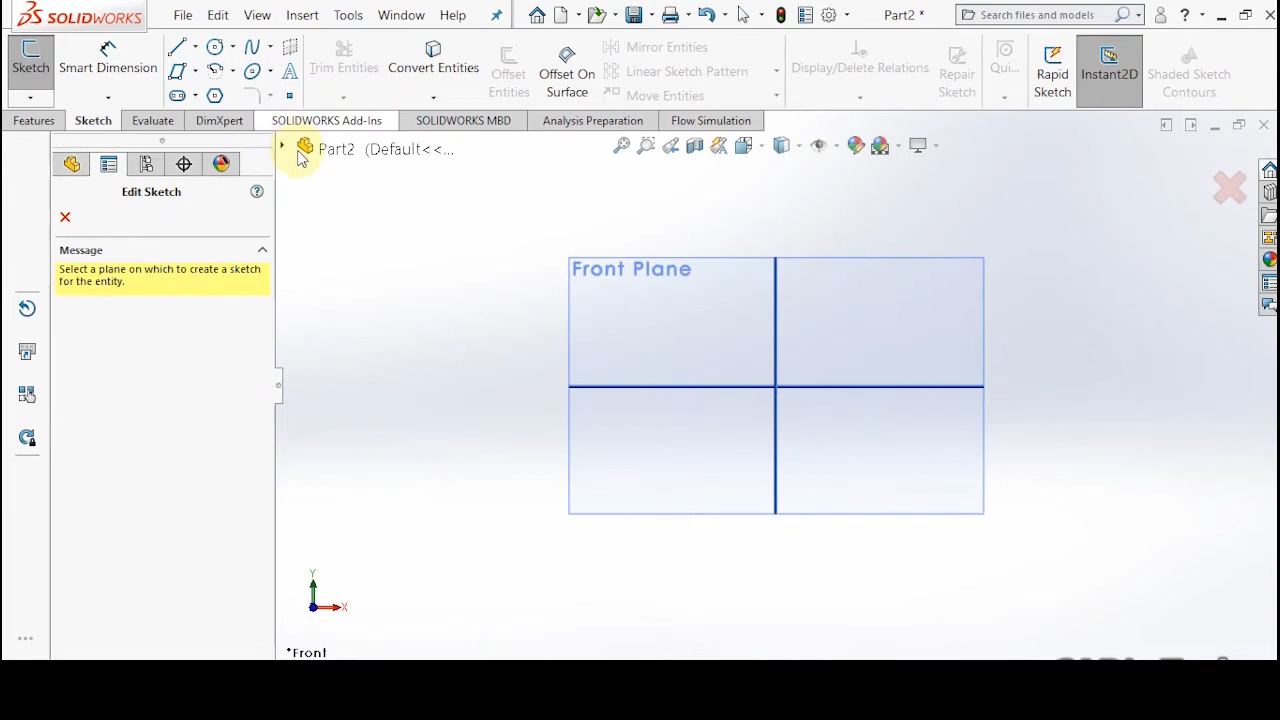 SOLIDWORKS File Edit View Insert Tools Window Help Part2 * Search files and models ?
Sketch Smart Dimension Trim Entities Convert Entities Offset Entities Offset On Surface Mirror Entities Linear Sketch Pattern Move Entities Display/Delete Relations Repair Sketch Qui... Rapid Sketch Instant2D Shaded Sketch Contours
Features Sketch Evaluate DimXpert SOLIDWORKS Add-Ins SOLIDWORKS MBD Analysis Preparation Flow Simulation
Part2 (Default<<...
Edit Sketch ?
Message
Select a plane on which to create a sketch
for the entity.
Front Plane
Y
X
*Front